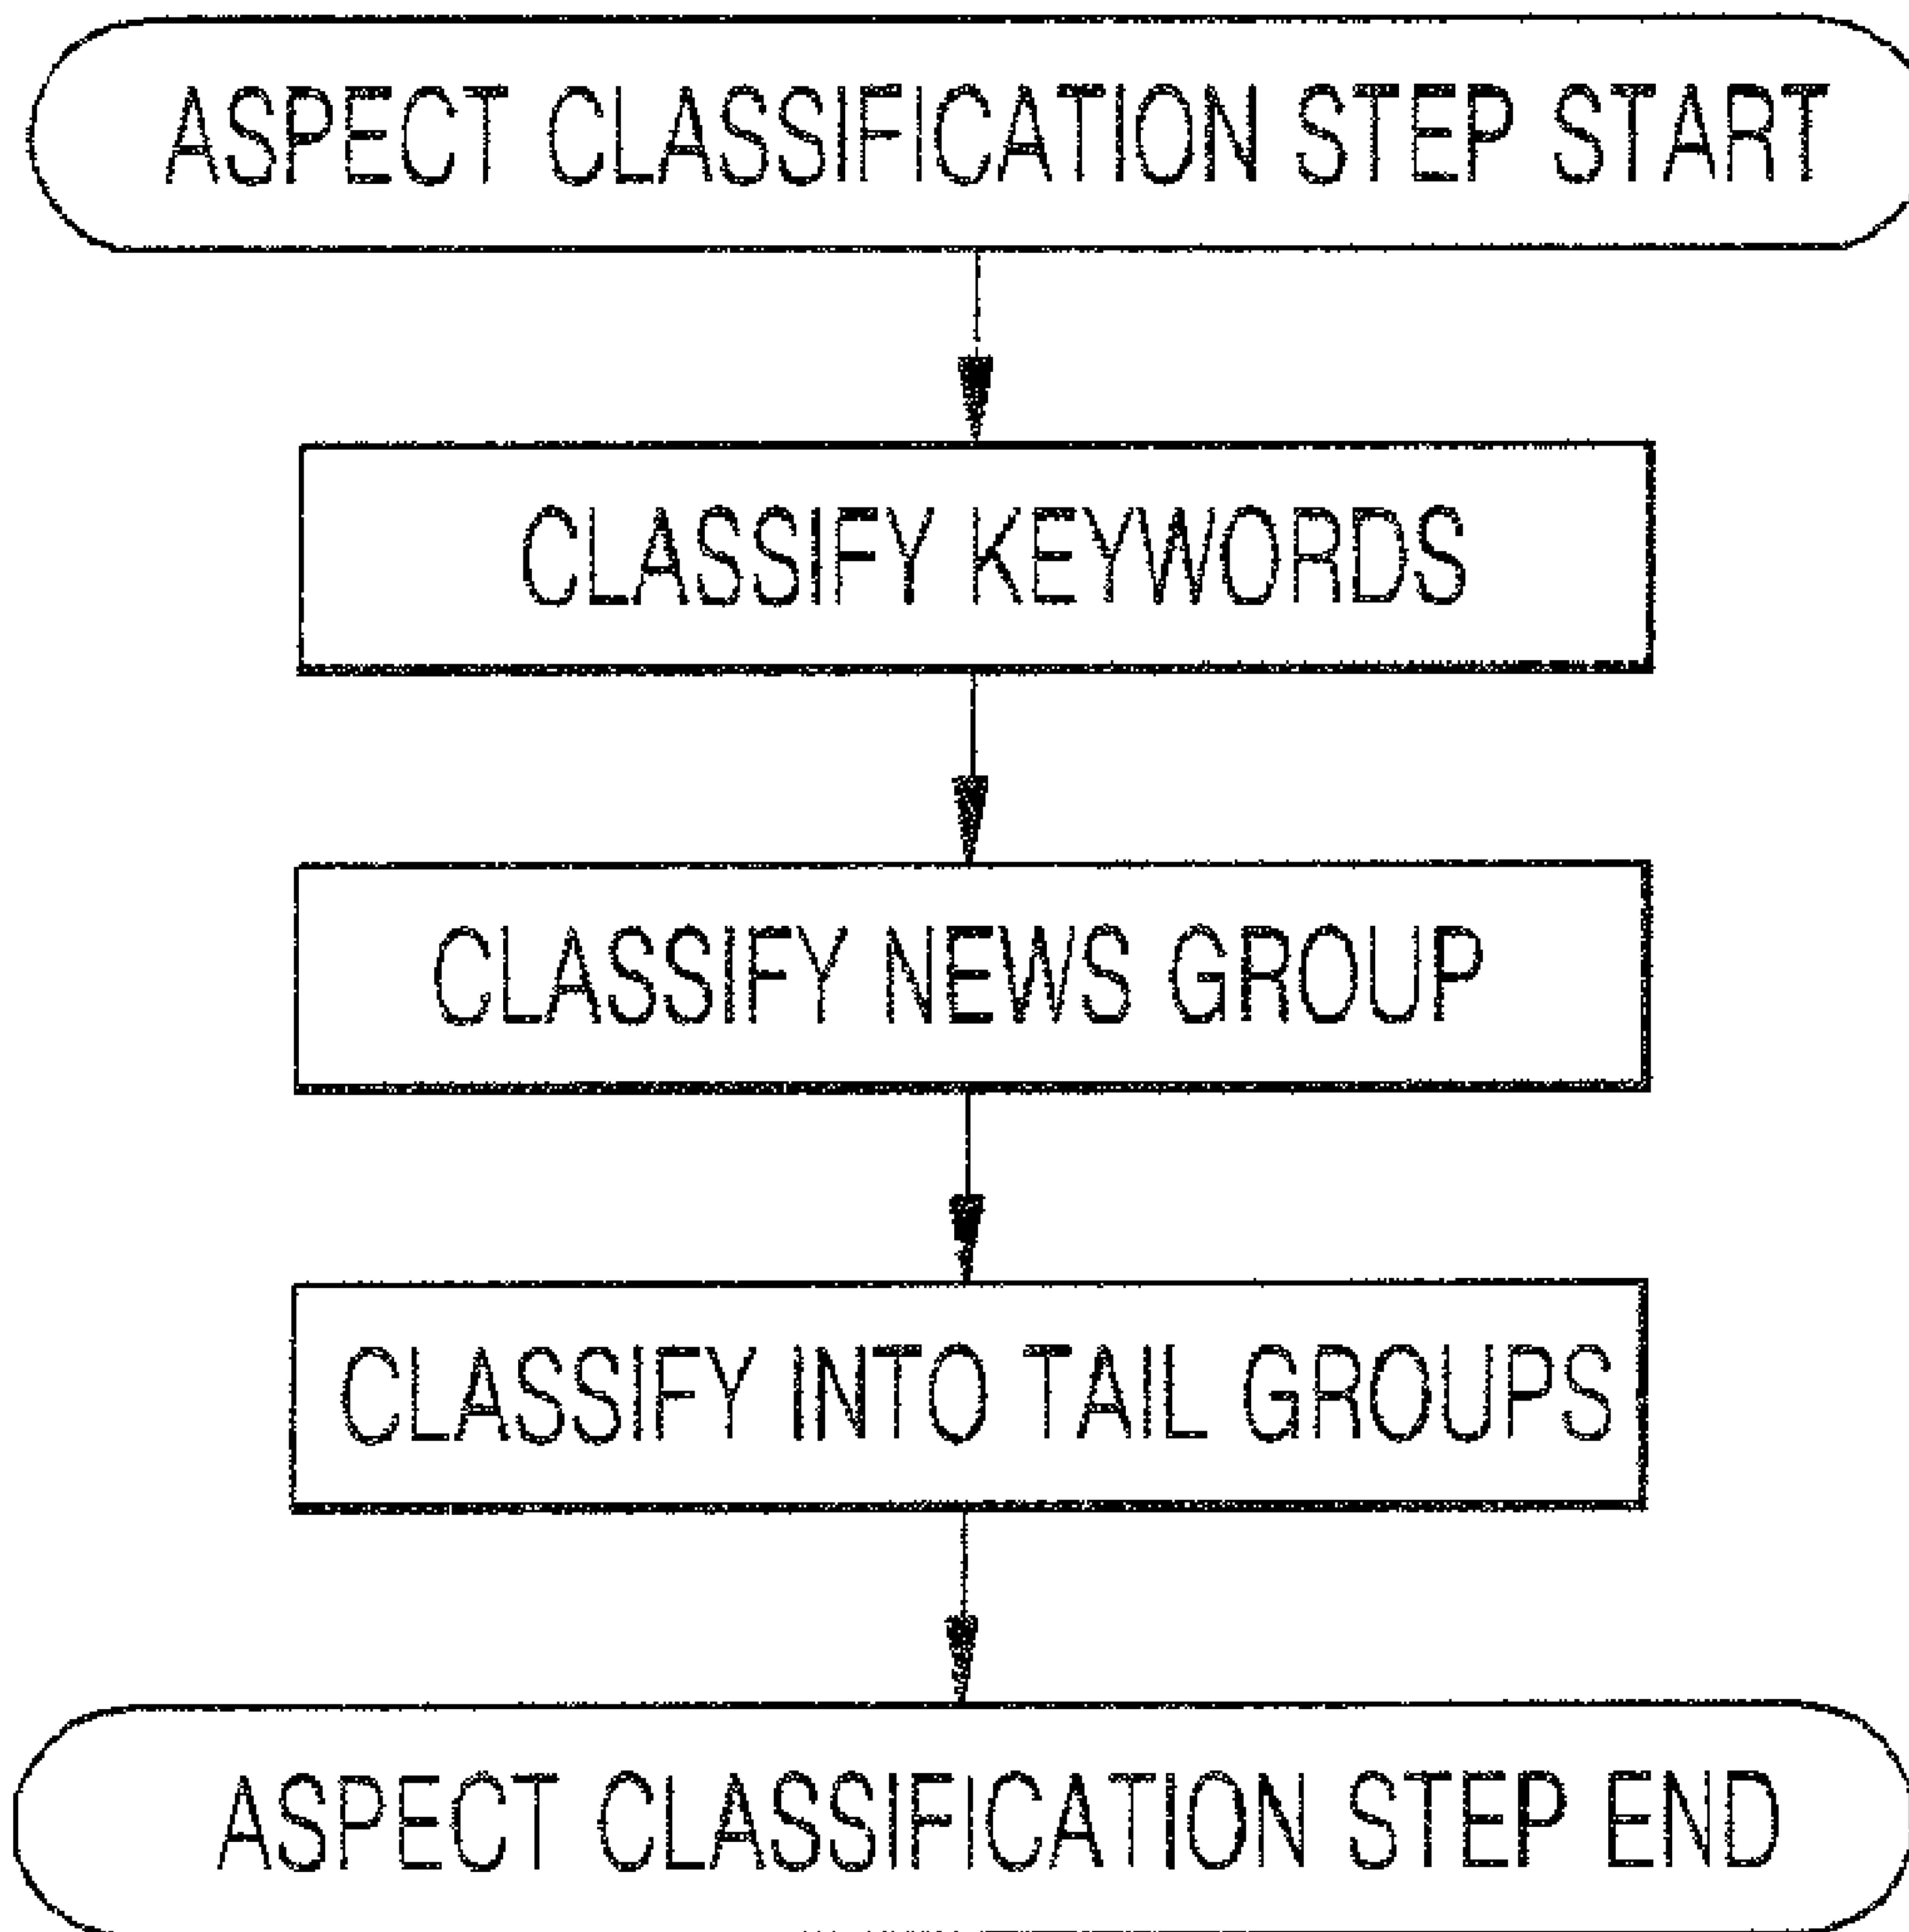 ASPECT CLASSIFICATION STEP START
CLASSIFY KEYWORDS
CLASSIFY NEWS GROUP
CLASSIFY INTO TAIL GROUPS
ASPECT CLASSIFICATION STEP END